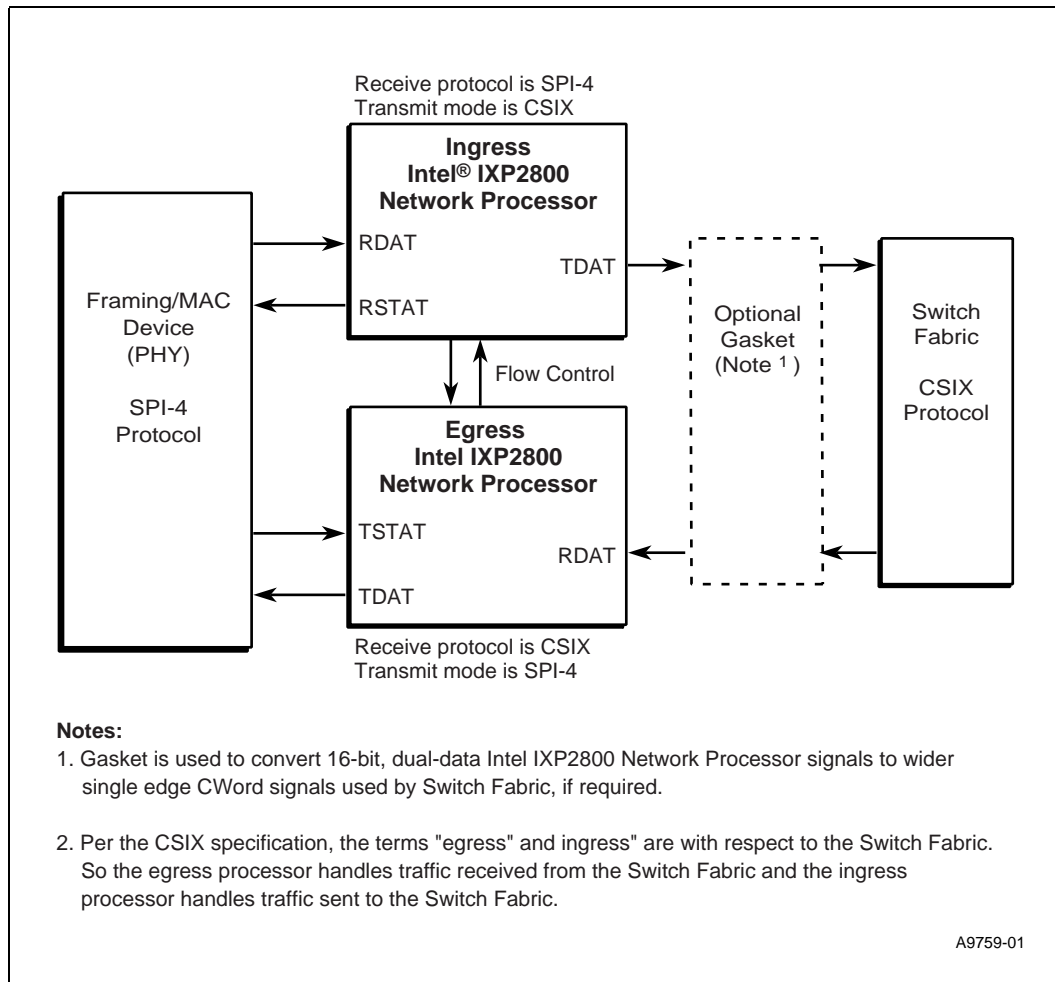 Receive protocol is SPI-4
Transmit mode is CSIX
Ingress
Intel® IXP2800
Network Processor
RDAT
TDAT
RSTAT
Framing/MAC
Device
(PHY)
SPI-4
Protocol
Optional
Gasket
(Note 1 )
Switch
Fabric
CSIX
Protocol
Flow Control
Egress
Intel IXP2800
Network Processor
TSTAT
RDAT
TDAT
Receive protocol is CSIX
Transmit mode is SPI-4
Notes:
1. Gasket is used to convert 16-bit, dual-data Intel IXP2800 Network Processor signals to wider
single edge CWord signals used by Switch Fabric, if required.
2. Per the CSIX specification, the terms "egress" and ingress" are with respect to the Switch Fabric.
So the egress processor handles traffic received from the Switch Fabric and the ingress
processor handles traffic sent to the Switch Fabric.
A9759-01